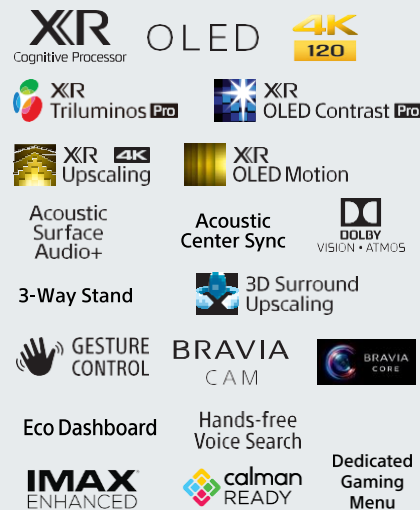 XR
Cognitive Processor
OLED
4K
120
XR
Triluminos Pro
XR
OLED Contrast Pro
XR 4K
Upscaling
XR
OLED Motion
Acoustic
Surface
Audio+
Acoustic
Center Sync
DOLBY
VISION • ATMOS
3-Way Stand
3D Surround
Upscaling
GESTURE
CONTROL
BRAVIA
CAM
BRAVIA
CORE
Eco Dashboard
Hands-free
Voice Search
IMAX
ENHANCED
calman
READY
Dedicated
Gaming
Menu